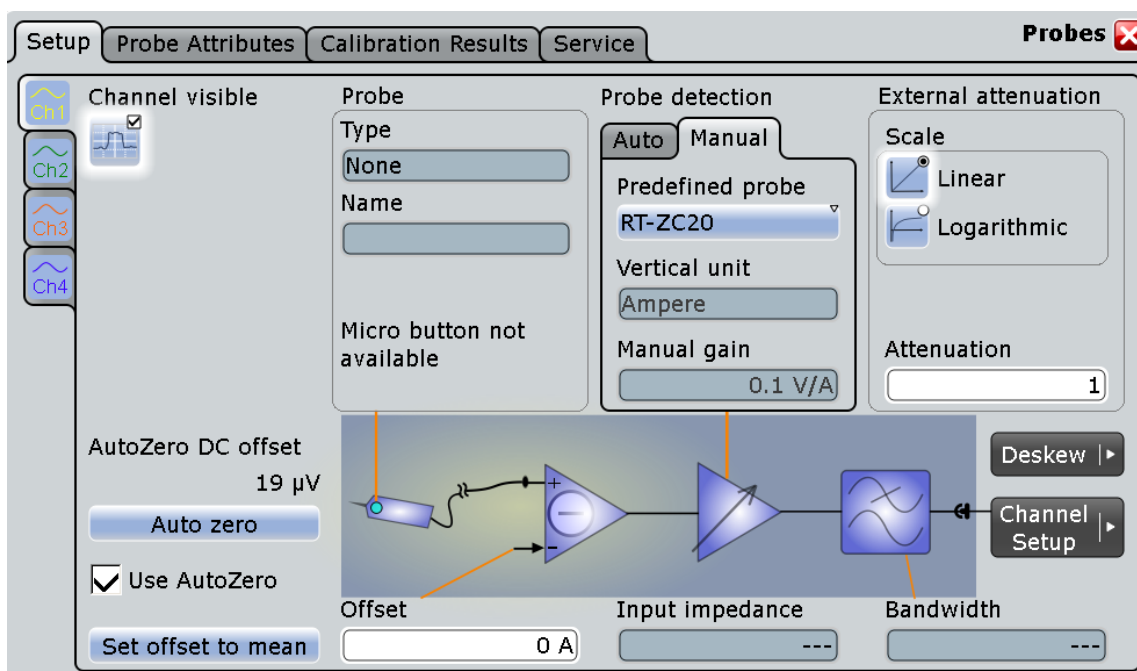 Setup
Probe Attributes
Calibration Results
Service
Probes
Ch1
Ch2
Ch3
Ch4
Channel visible
AutoZero DC offset
19 µV
Auto zero
Use AutoZero
Set offset to mean
Probe
Type
None
Name
Micro button not
available
Probe detection
Auto
Manual
Predefined probe
RT-ZC20
Vertical unit
Ampere
Manual gain
0.1 V/A
External attenuation
Scale
Linear
Logarithmic
Attenuation
1
+
-
Deskew
Channel
Setup
Offset
0 A
Input impedance
---
Bandwidth
---